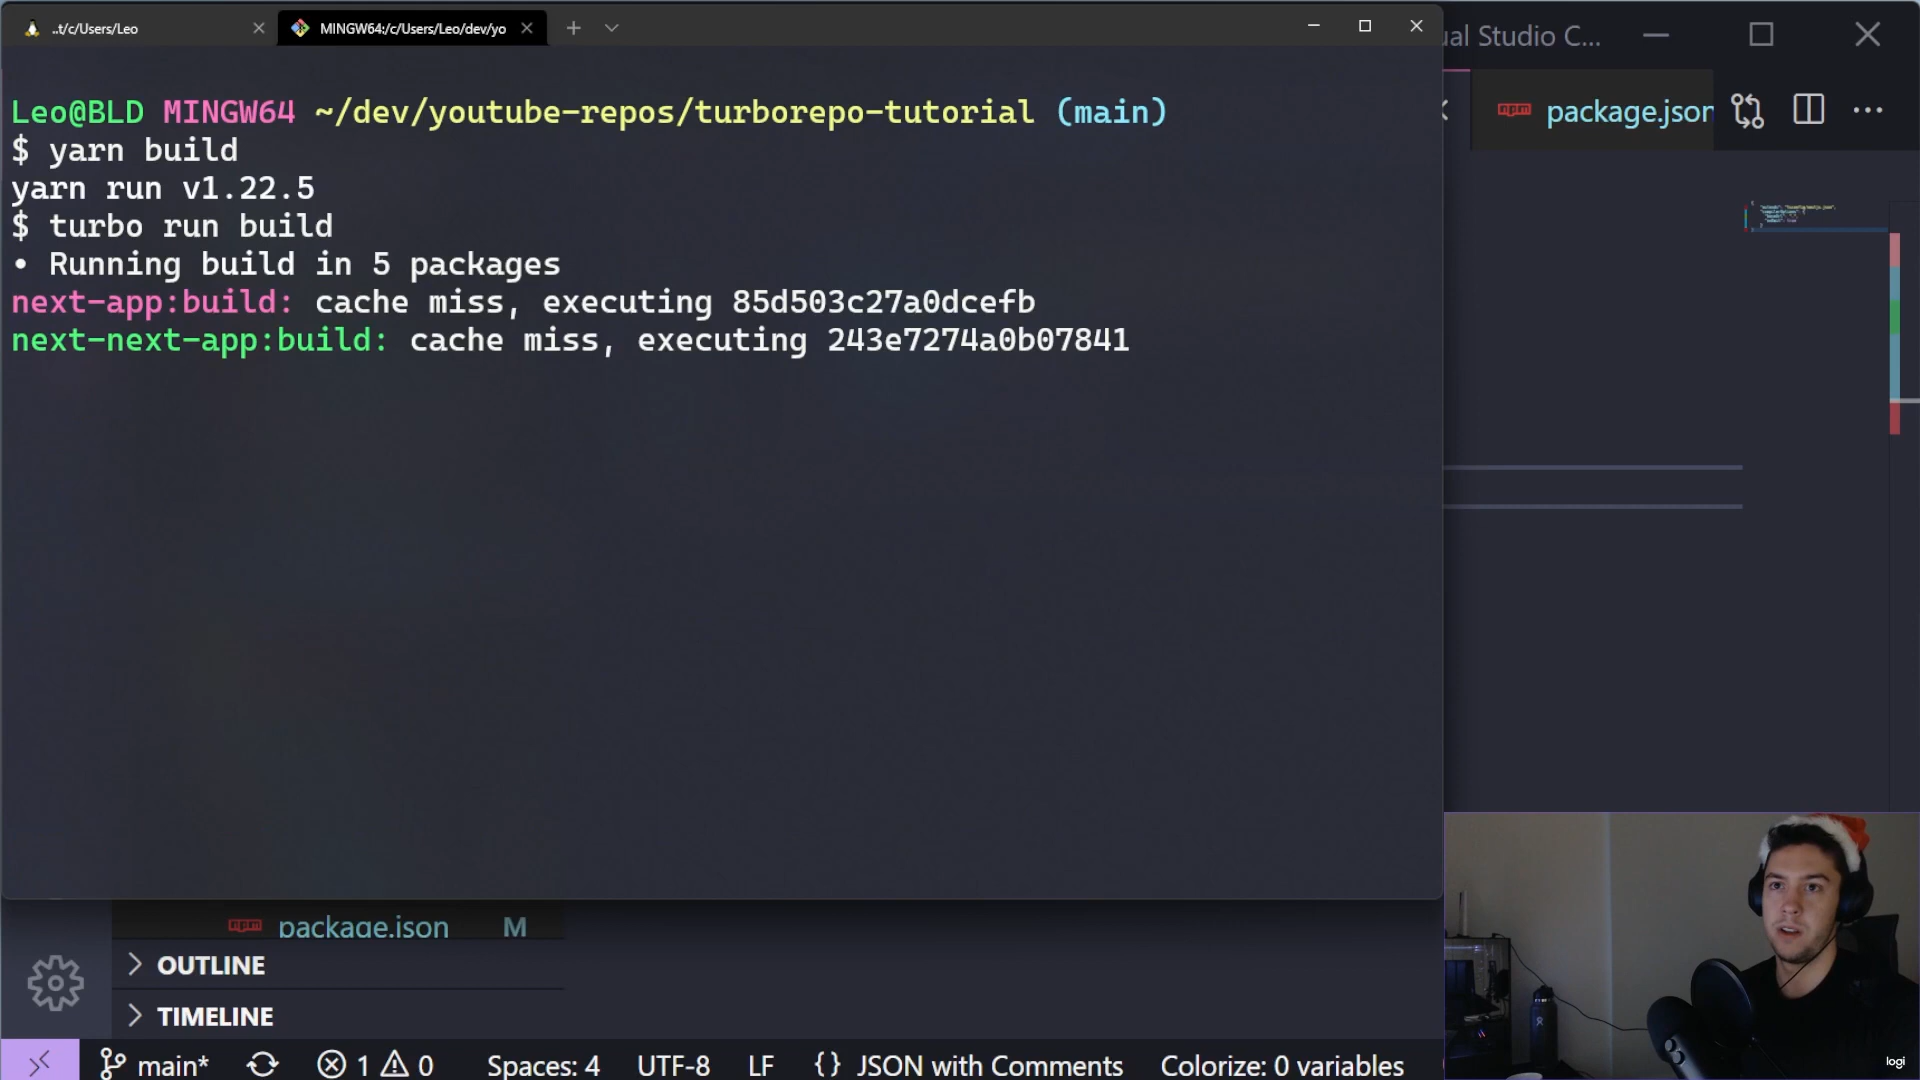 ..t/c/Users/Leo
MINGW64:/c/Users/Leo/dev/yo
ual Studio C...
package.json
Leo@BLD MINGW64 ~/dev/youtube-repos/turborepo-tutorial (main)
$ yarn build
yarn run v1.22.5
$ turbo run build
• Running build in 5 packages
next-app:build: cache miss, executing 85d503c27a0dcefb
next-next-app:build: cache miss, executing 243e7274a0b07841
package.json M
OUTLINE
TIMELINE
main* 1 0 Spaces: 4 UTF-8 LF {} JSON with Comments Colorize: 0 variables
logi